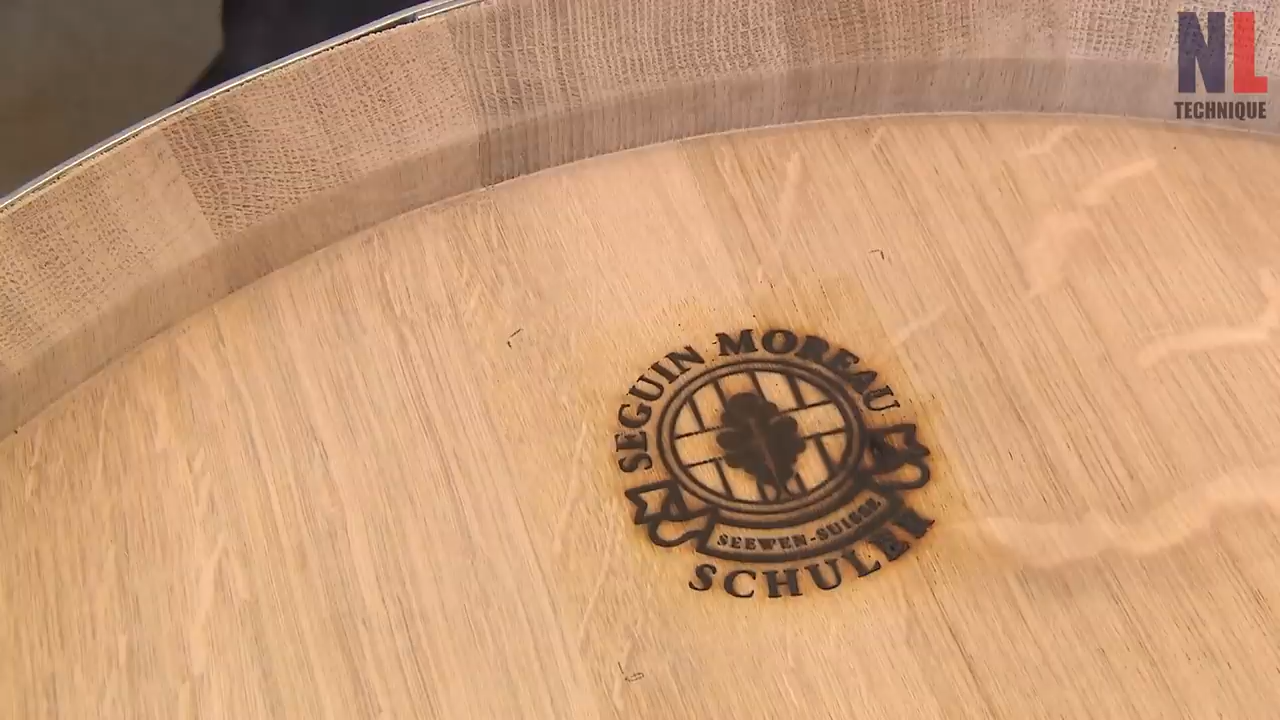 NL
TECHNIQUE
SEGUIN MOREAU
SEEWEN-SUISSE
SCHULER